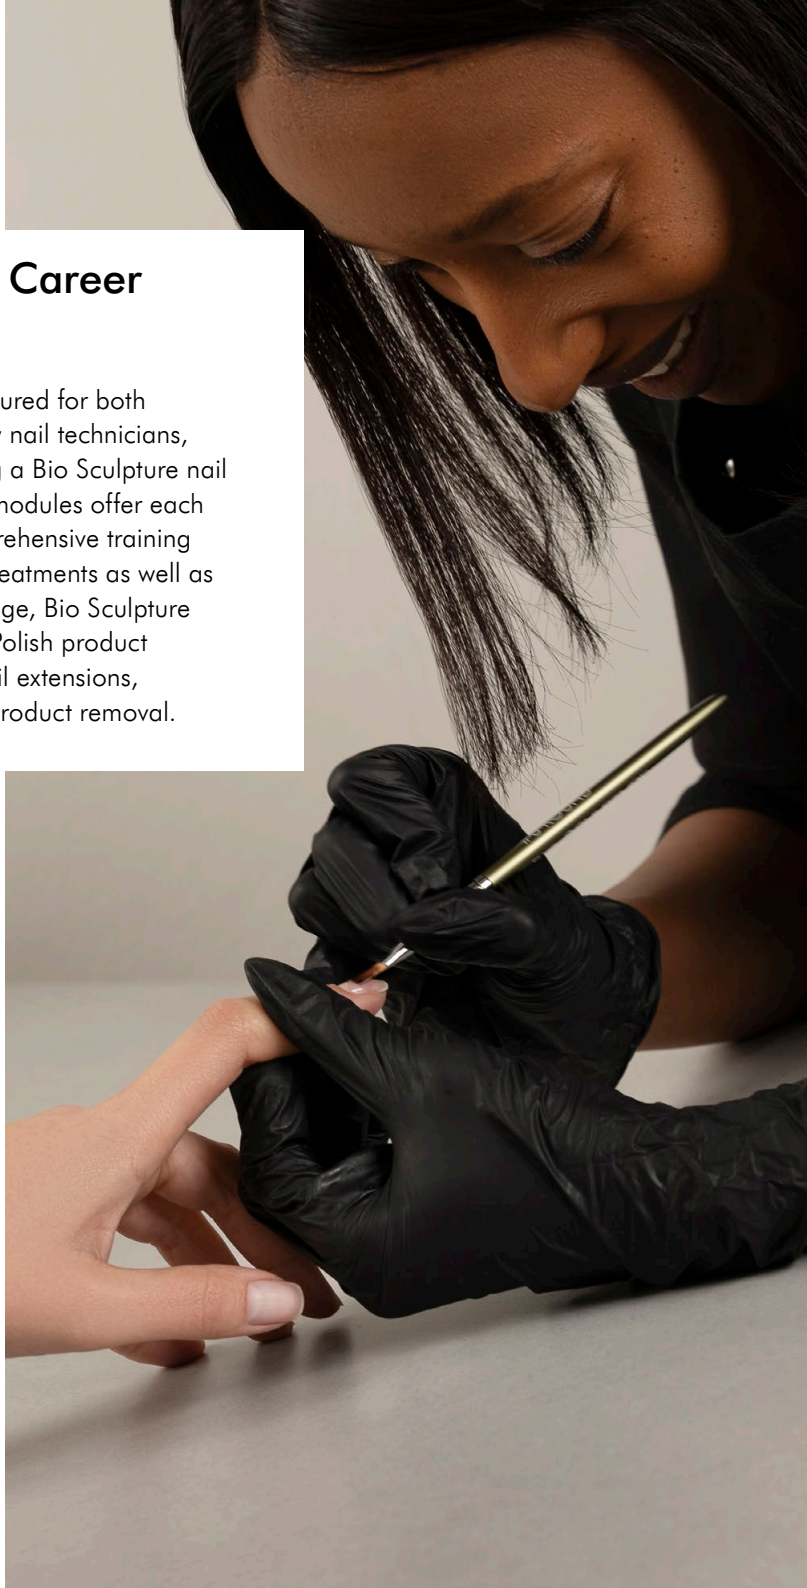 Career
ured for both
nail technicians,
a Bio Sculpture nail
modules offer each
rehensive training
eatments as well as
ge, Bio Sculpture
Polish product
il extensions,
roduct removal.